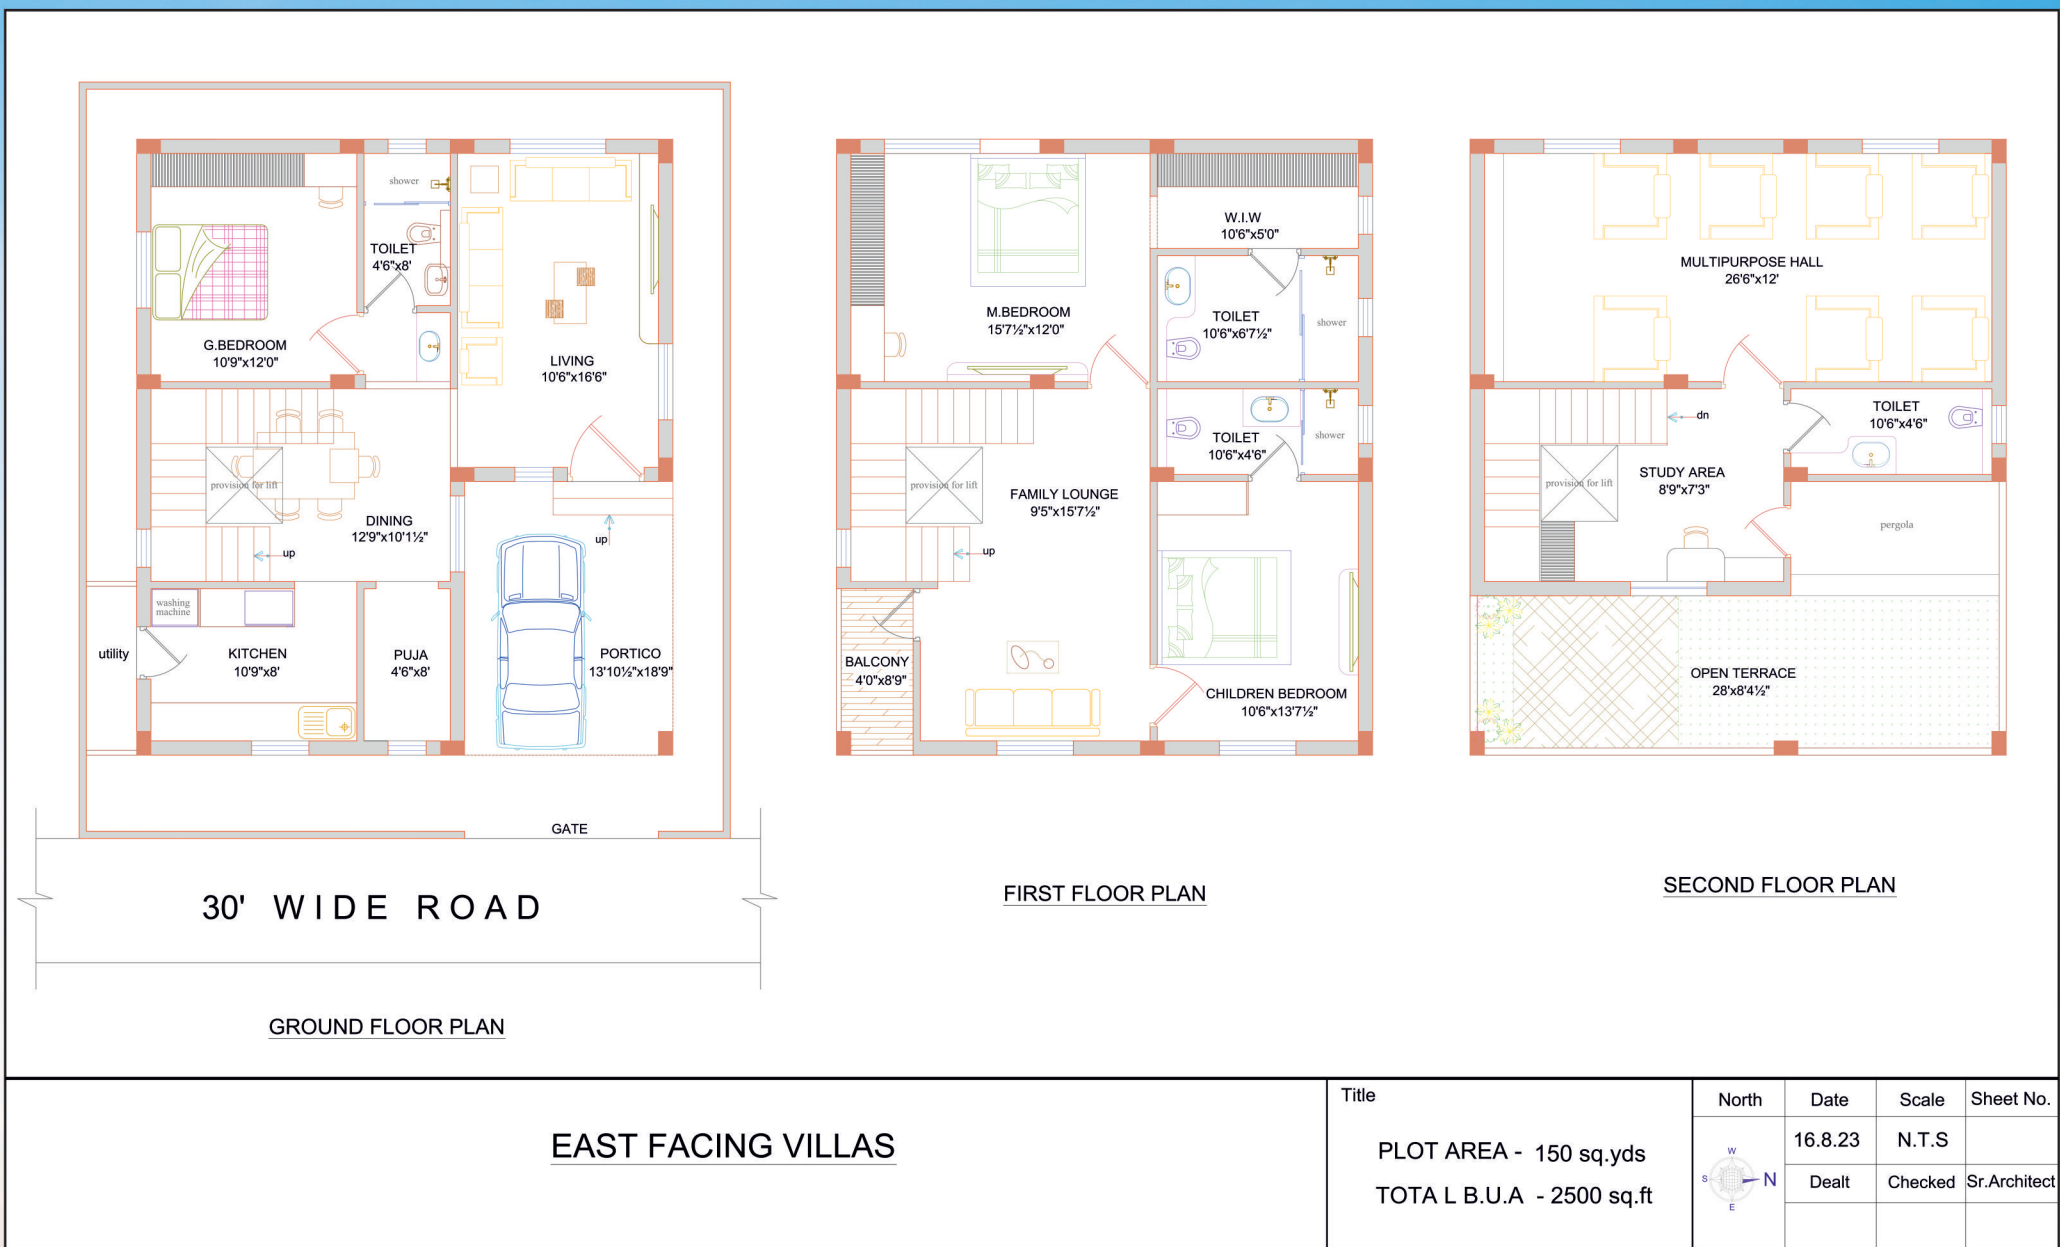 shower
TOILET
4'6"x8'
G.BEDROOM
10'9"x12'0"
LIVING
10'6"x16'6"
provision for lift
DINING
12'9"x10'1½"
up
up
washing
machine
utility
KITCHEN
10'9"x8'
PUJA
4'6"x8'
PORTICO
13'10½"x18'9"
GATE
30' WIDE ROAD
GROUND FLOOR PLAN
W.I.W
10'6"x5'0"
M.BEDROOM
15'7½"x12'0"
TOILET
10'6"x6'7½"
shower
TOILET
10'6"x4'6"
shower
provision for lift
FAMILY LOUNGE
9'5"x15'7½"
up
BALCONY
4'0"x8'9"
CHILDREN BEDROOM
10'6"x13'7½"
FIRST FLOOR PLAN
MULTIPURPOSE HALL
26'6"x12'
dn
TOILET
10'6"x4'6"
provision for lift
STUDY AREA
8'9"x7'3"
pergola
OPEN TERRACE
28'x8'4½"
SECOND FLOOR PLAN
EAST FACING VILLAS
Title
PLOT AREA - 150 sq.yds
TOTA L B.U.A - 2500 sq.ft
North
Date
Scale
Sheet No.
16.8.23
N.T.S
W
S
N
E
Dealt
Checked
Sr.Architect